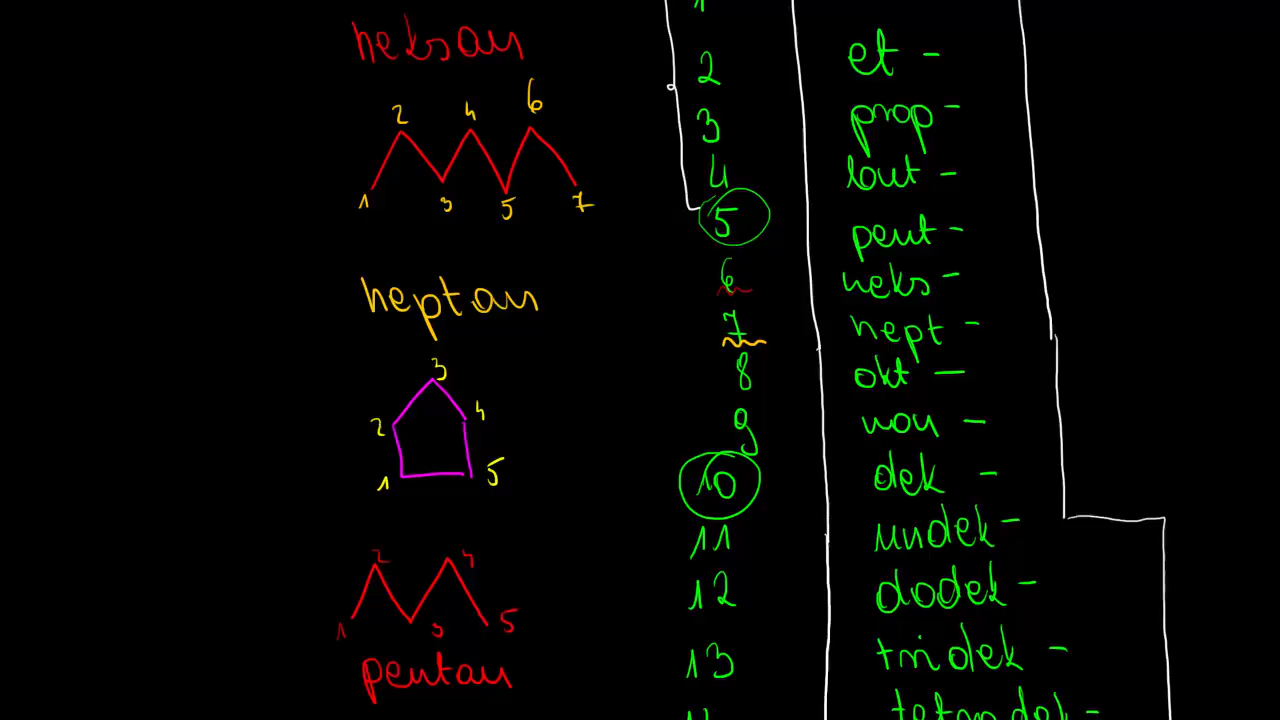 heksan
2 4 6
1 3 5 7
heptan
3
2 4
1 5
2 4
1 3 5
pentan
1
2 et -
3 prop -
4 but -
5 pent -
6 heks -
7 hept -
8 okt -
9 non -
10 dek -
11 undek -
12 dodek -
13 tridek -